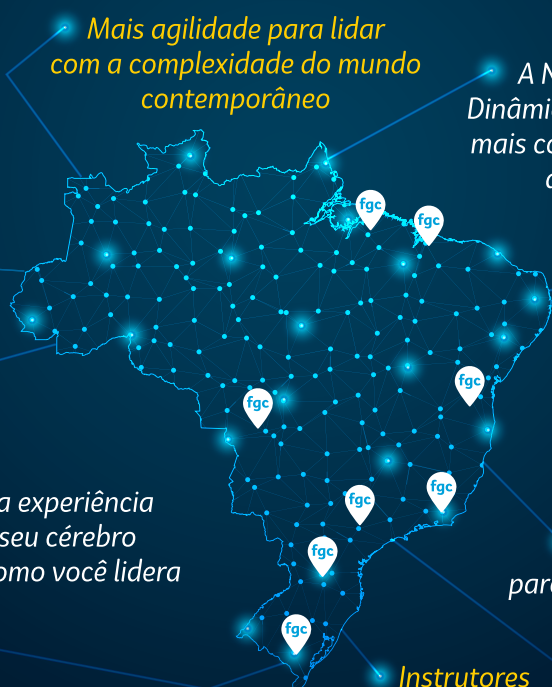 Mais agilidade para lidar
com a complexidade do mundo
contemporâneo
A
Dinâmi
mais co
fgc
fgc
fgc
fgc
fgc
fgc
a experiência
seu cérebro
omo você lidera
fgc
par
fgc
Instrutores